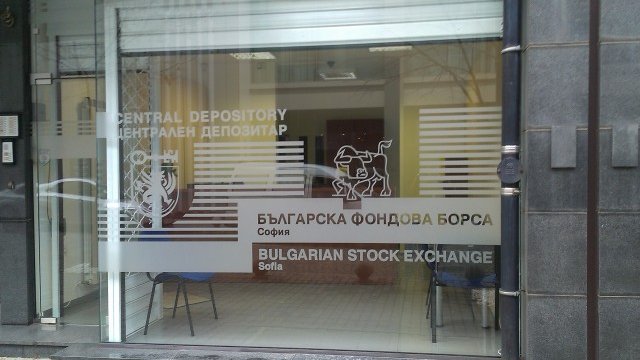 CENTRAL DEPOSITORY
ЦЕНТРАЛЕН ДЕПОЗИТАР
БЪЛГАРСКА ФОНДОВА БОРСА
София
BULGARIAN STOCK EXCHANGE
Sofia